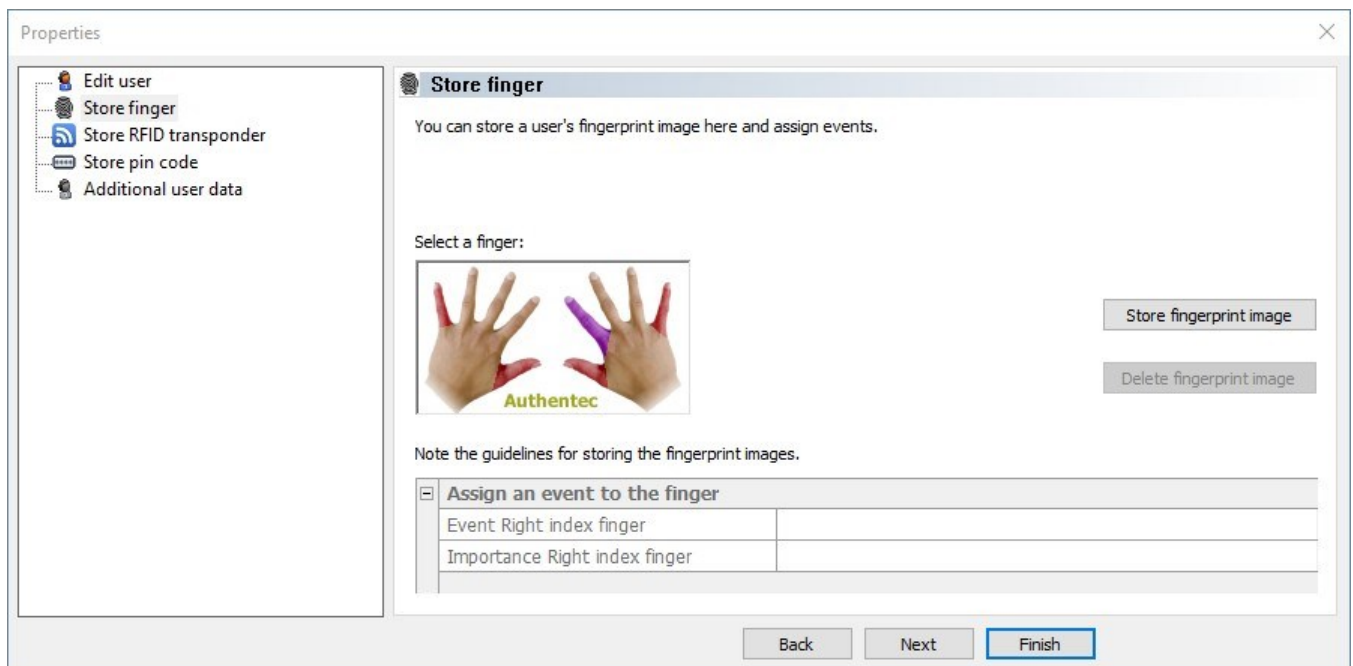 Properties
Edit user
Store finger
Store RFID transponder
Store pin code
Additional user data
Store finger
You can store a user's fingerprint image here and assign events.
Select a finger:
Authentec
Store fingerprint image
Delete fingerprint image
Note the guidelines for storing the fingerprint images.
Assign an event to the finger
Event Right index finger
Importance Right index finger
Back Next Finish